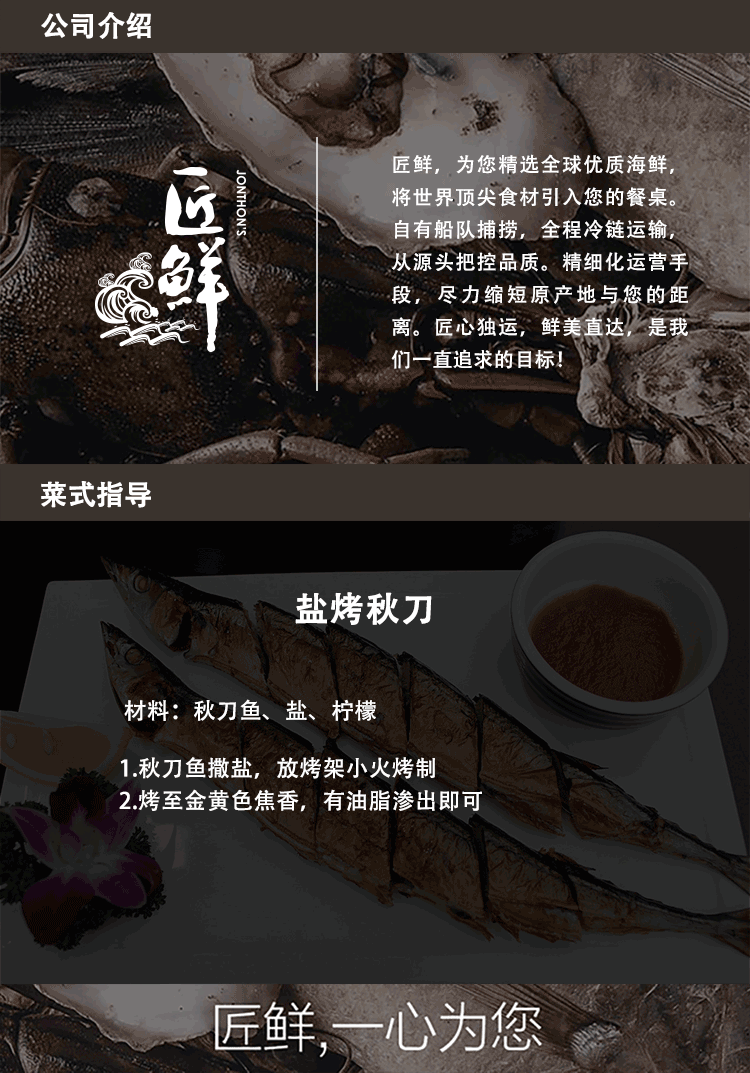 公司介绍
匠鲜
JONTHON'S
匠鲜，为您精选全球优质海鲜，
将世界顶尖食材引入您的餐桌。
自有船队捕捞，全程冷链运输，
从源头把控品质。精细化运营手
段，尽力缩短原产地与您的距
离。匠心独运，鲜美直达，是我
们一直追求的目标！
菜式指导
盐烤秋刀
材料：秋刀鱼、盐、柠檬
1.秋刀鱼撒盐，放烤架小火烤制
2.烤至金黄色焦香，有油脂渗出即可
匠鲜,一心为您